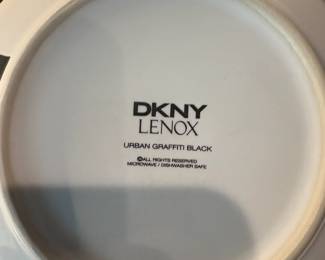 DKNY
LENOX
URBAN GRAFFITI BLACK
©ALL RIGHTS RESERVED
MICROWAVE / DISHWASHER SAFE